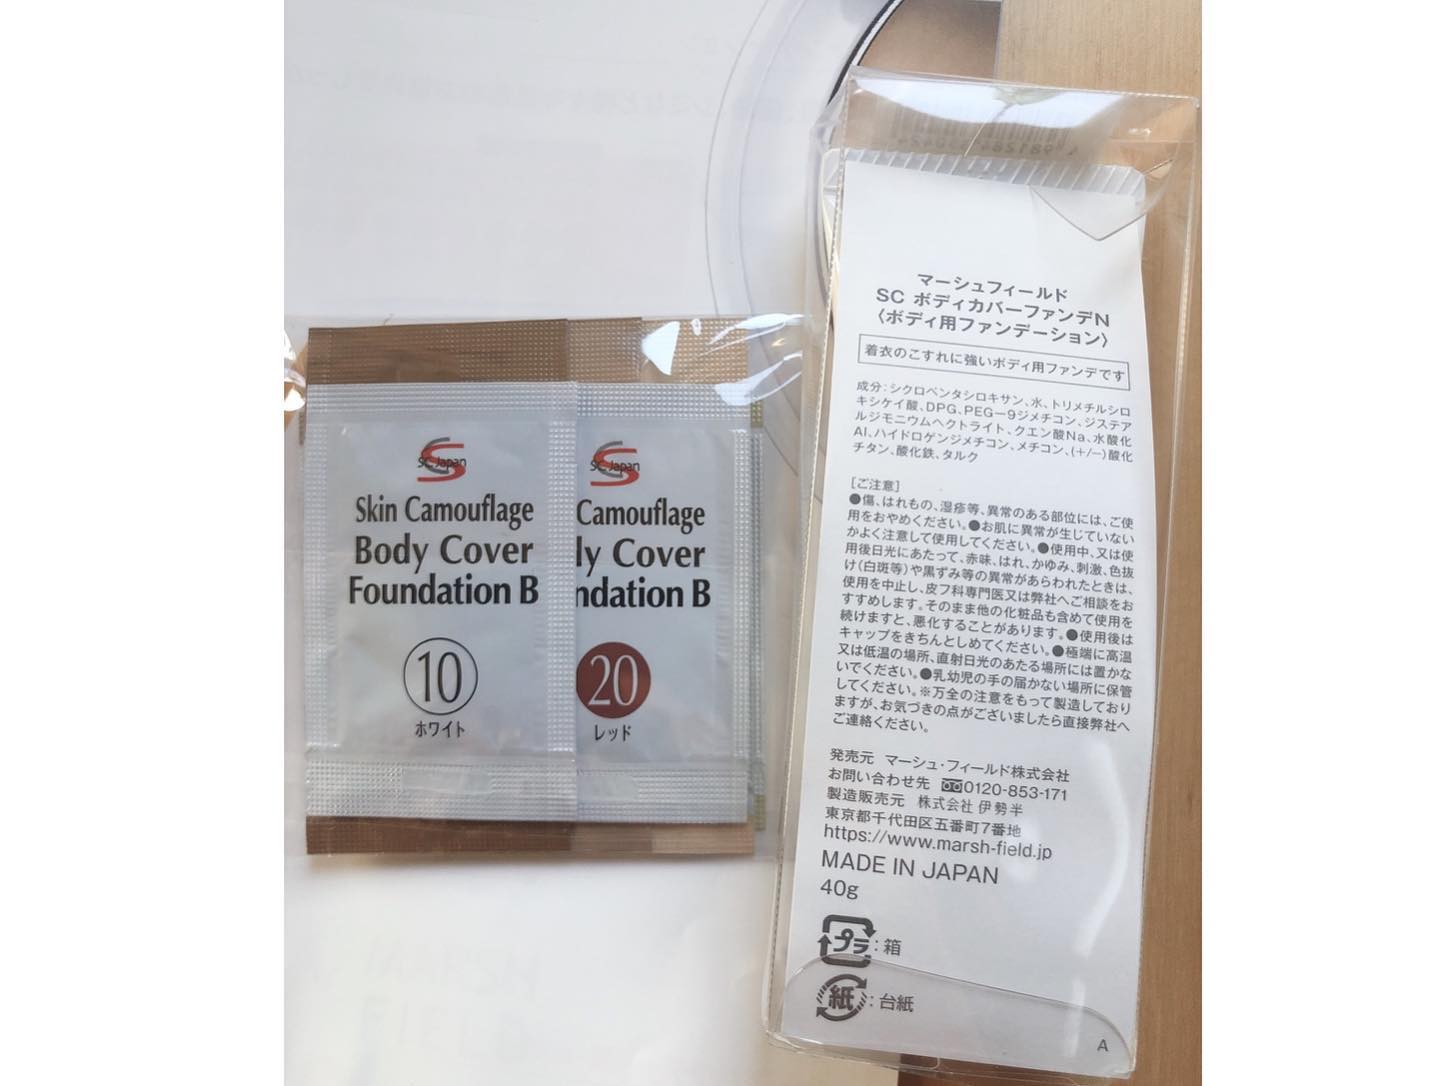 SC Japan
Skin Camouflage
Body Cover
Foundation B
10
ホワイト
SC Japan
Camouflage
ly Cover
ndation B
20
レッド
マーシュフィールド
SC ボディカバーファンデN
〈ボディ用ファンデーション〉
着衣のこすれに強いボディ用ファンデです
成分:シクロペンタシロキサン、水、トリメチルシロ
キシケイ酸、DPG、PEG－9ジメチコン、ジステア
ルジモニウムヘクトライト、クエン酸Na、水酸化
Al、ハイドロゲンジメチコン、メチコン、(+/−)酸化
チタン、酸化鉄、タルク
[ご注意]
●傷、はれもの、湿疹等、異常のある部位には、ご使
用をおやめください。●お肌に異常が生じていない
かよく注意して使用してください。●使用中、又は使
用後日光にあたって、赤味、はれ、かゆみ、刺激、色抜
け(白斑等)や黒ずみ等の異常があらわれたときは、
使用を中止し、皮フ科専門医又は弊社へご相談をお
すすめします。そのまま他の化粧品も含めて使用を
続けますと、悪化することがあります。●使用後は
キャップをきちんとしめてください。●極端に高温
又は低温の場所、直射日光のあたる場所には置かな
いでください。●乳幼児の手の届かない場所に保管
してください。※万全の注意をもって製造しており
ますが、お気づきの点がございましたら直接弊社へ
ご連絡ください。
発売元 マーシュ・フィールド株式会社
お問い合わせ先 0120-853-171
製造販売元 株式会社 伊勢半
東京都千代田区五番町7番地
https://www.marsh-field.jp
MADE IN JAPAN
40g
プラ:箱
紙:台紙
A